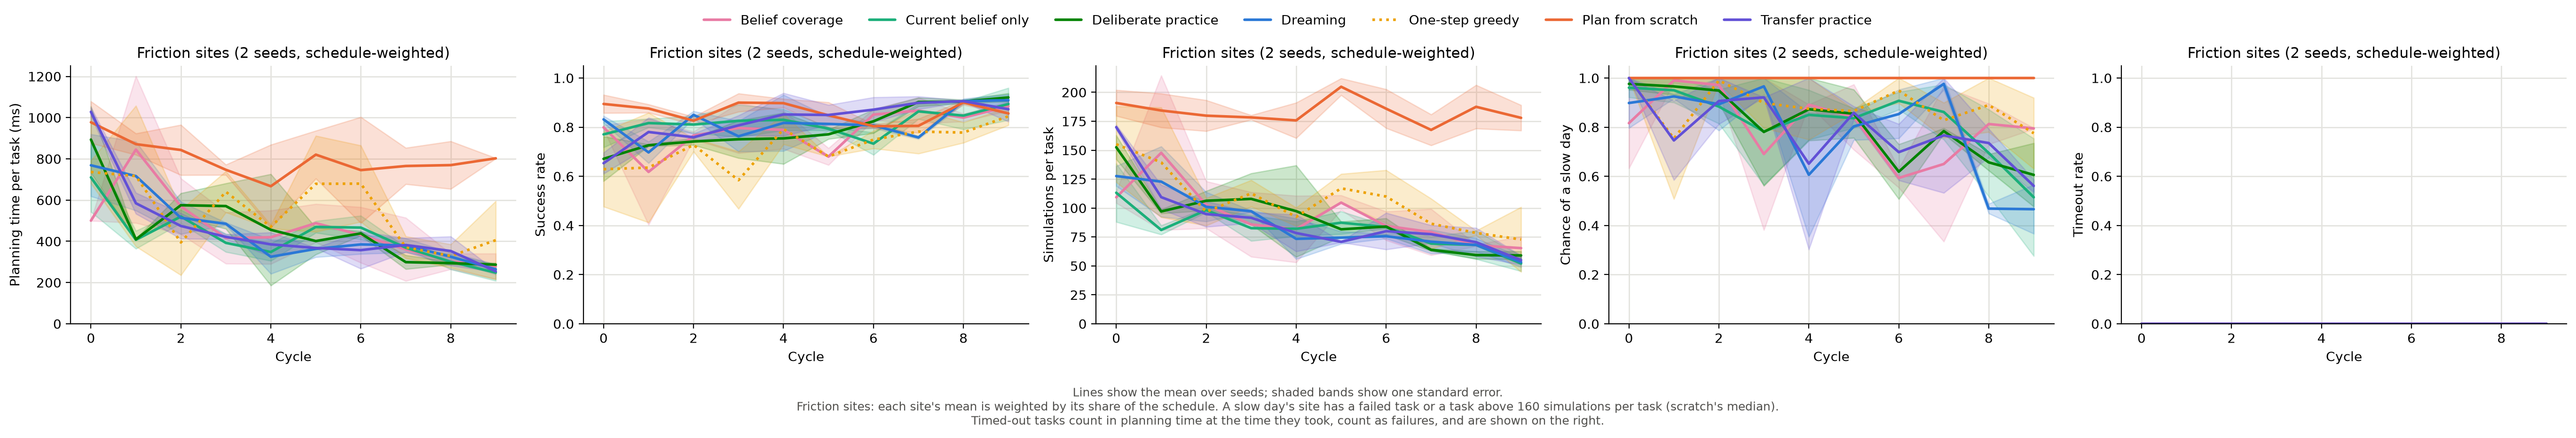 Belief coverage Current belief only Deliberate practice Dreaming One-step greedy Plan from scratch Transfer practice
Friction sites (2 seeds, schedule-weighted)
Planning time per task (ms)
1200
1000
800
600
400
200
0
0 2 4 6 8
Cycle
Friction sites (2 seeds, schedule-weighted)
Success rate
1.0
0.8
0.6
0.4
0.2
0.0
0 2 4 6 8
Cycle
Friction sites (2 seeds, schedule-weighted)
Simulations per task
200
175
150
125
100
75
50
25
0
0 2 4 6 8
Cycle
Friction sites (2 seeds, schedule-weighted)
Chance of a slow day
1.0
0.8
0.6
0.4
0.2
0.0
0 2 4 6 8
Cycle
Friction sites (2 seeds, schedule-weighted)
Timeout rate
1.0
0.8
0.6
0.4
0.2
0.0
0 2 4 6 8
Cycle
Lines show the mean over seeds; shaded bands show one standard error.
Friction sites: each site's mean is weighted by its share of the schedule. A slow day's site has a failed task or a task above 160 simulations per task (scratch's median).
Timed-out tasks count in planning time at the time they took, count as failures, and are shown on the right.